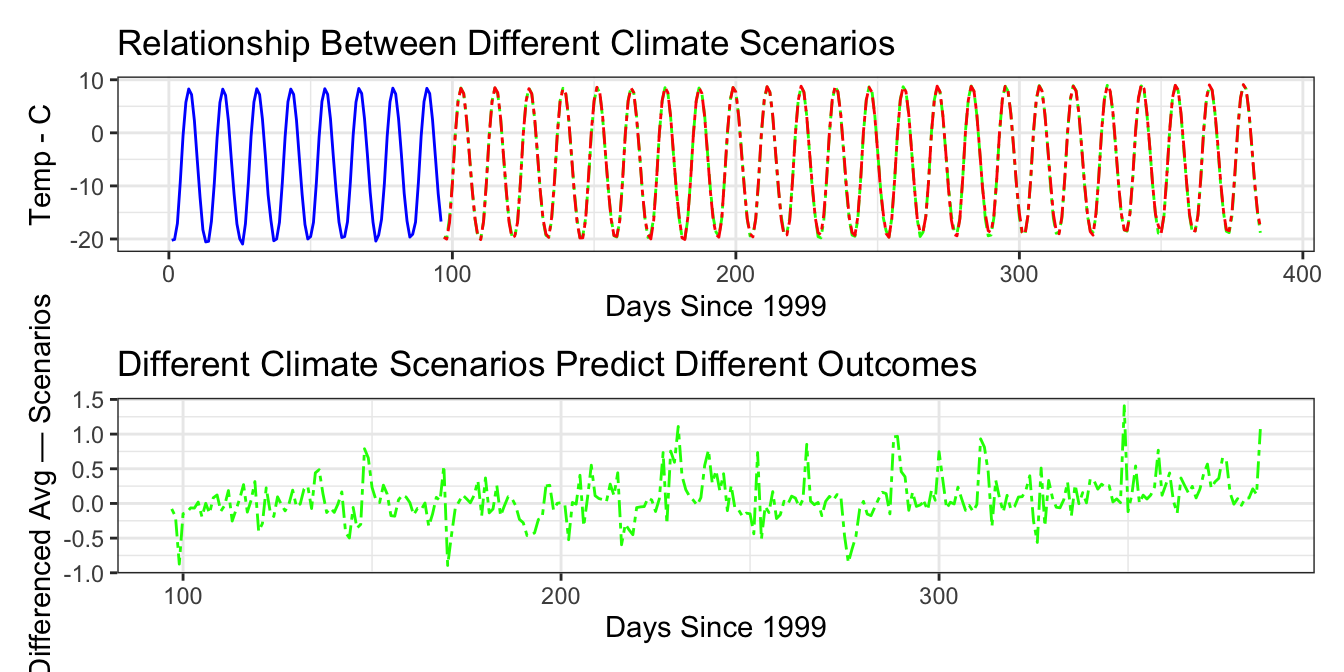 Relationship Between Different Climate Scenarios
10
0
-10
-20
Temp - C
0 100 200 300 400
Days Since 1999
Different Climate Scenarios Predict Different Outcomes
1.5
1.0
0.5
0.0
-0.5
-1.0
Differenced Avg — Scenarios
100 200 300
Days Since 1999